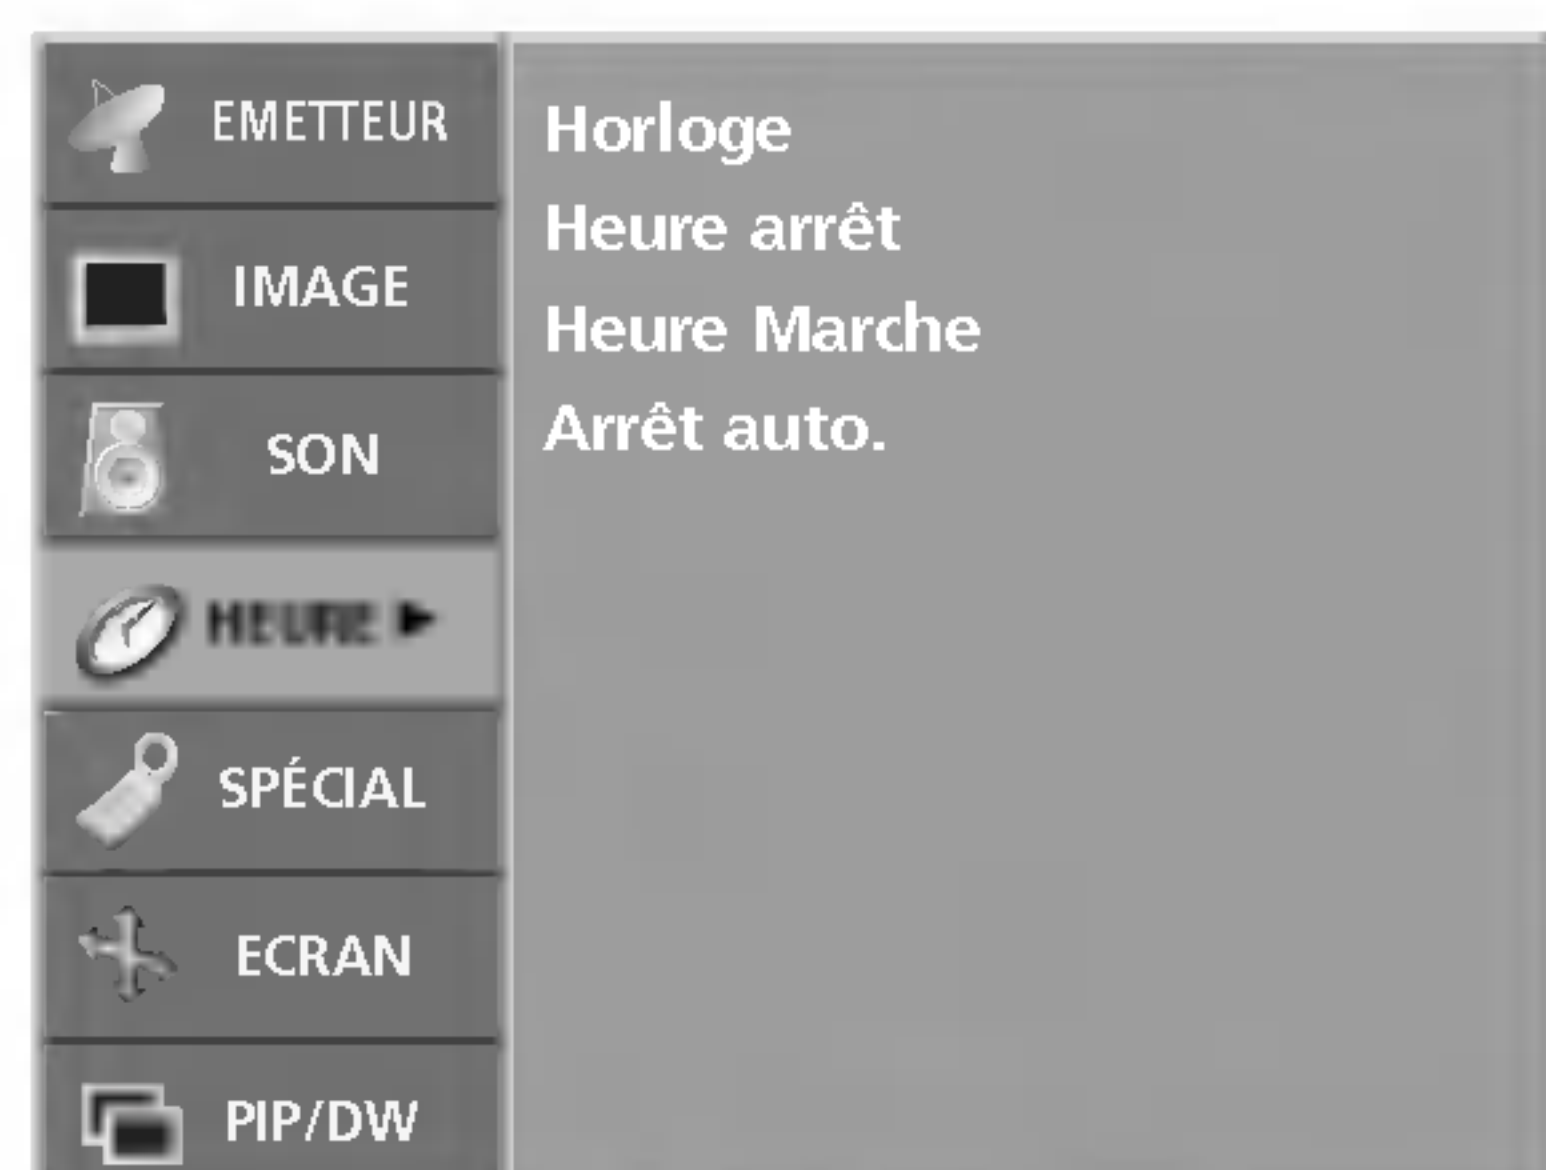 EMETTEUR
IMAGE
SON
HEURE ►
SPÉCIAL
ECRAN
PIP/DW
Horloge
Heure arrêt
Heure Marche
Arrêt auto.